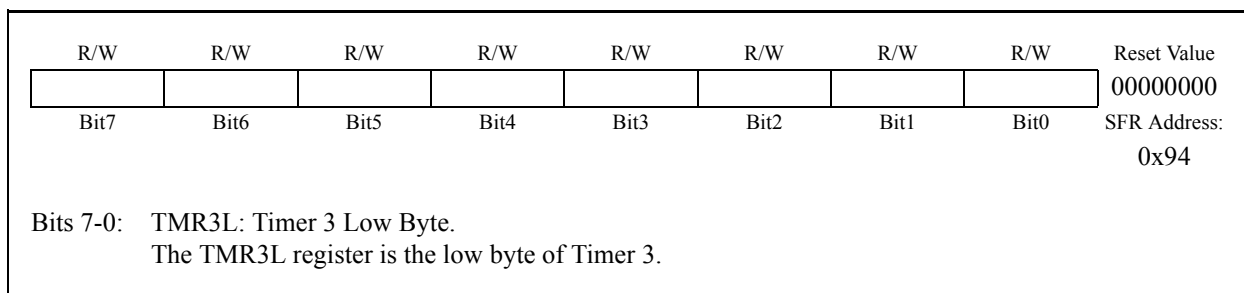 R/W R/W R/W R/W R/W R/W R/W R/W Reset Value
00000000
Bit7 Bit6 Bit5 Bit4 Bit3 Bit2 Bit1 Bit0 SFR Address:
0x94
Bits 7-0: TMR3L: Timer 3 Low Byte.
The TMR3L register is the low byte of Timer 3.